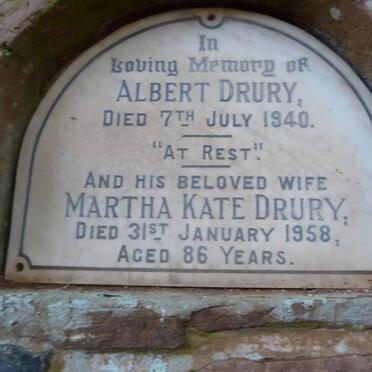 In
Loving Memory of
ALBERT DRURY,
DIED 7TH JULY 1940.
"AT REST".
AND HIS BELOVED WIFE
MARTHA KATE DRURY,
DIED 31ST JANUARY 1958,
AGED 86 YEARS.